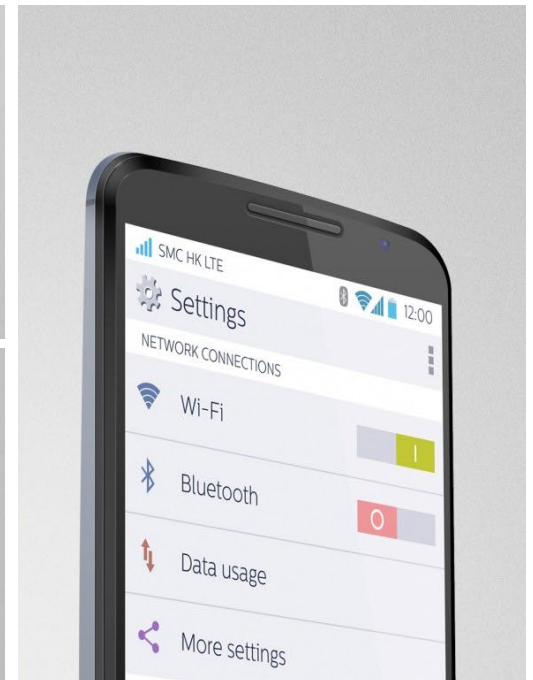 SMC HK LTE
12:00
Settings
NETWORK CONNECTIONS
Wi-Fi
I
Bluetooth
O
Data usage
More settings